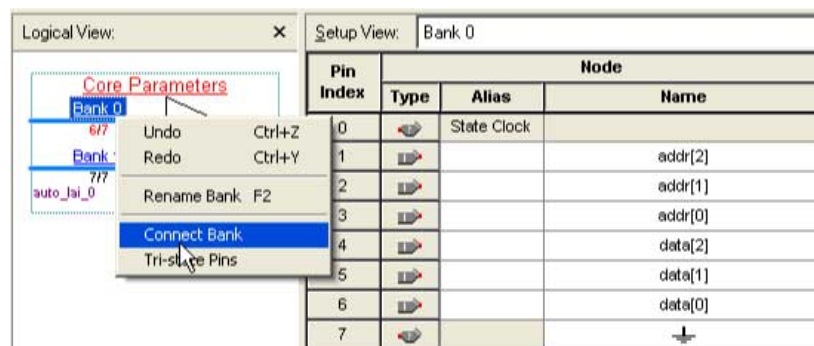 Logical View: ×
Setup View: Bank 0
Core Parameters
Bank 0
6/7
Bank
7/7
auto_lai_0
Undo Ctrl+Z
Redo Ctrl+Y
Rename Bank F2
Connect Bank
Tri-state Pins
Pin Index Node
Type Alias Name
0 State Clock
1 addr[2]
2 addr[1]
3 addr[0]
4 data[2]
5 data[1]
6 data[0]
7